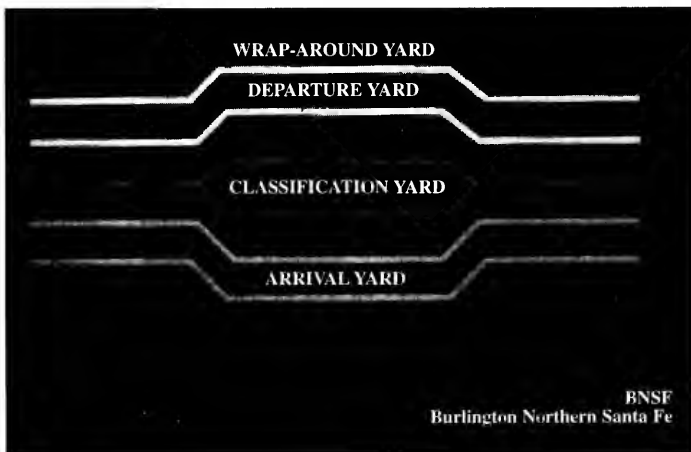 WRAP-AROUND YARD
DEPARTURE YARD
CLASSIFICATION YARD
ARRIVAL YARD
BNSF
Burlington Northern Santa Fe